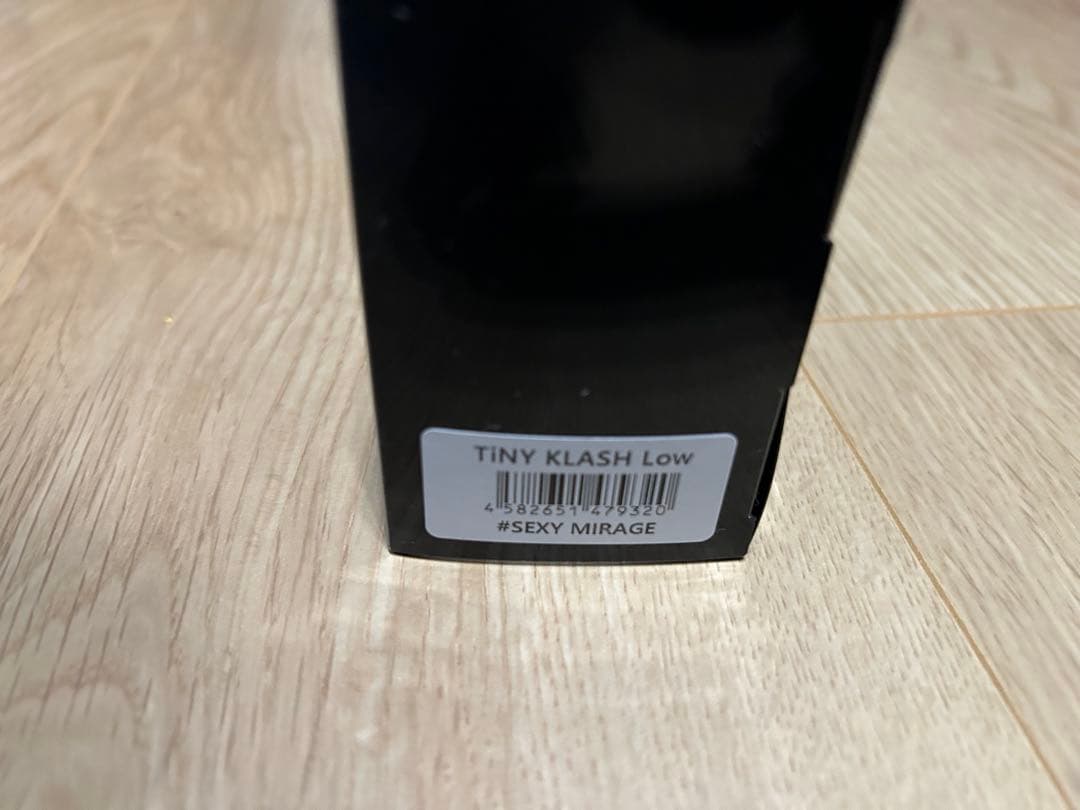 TiNY KLASH Low
4 582651 479320
#SEXY MIRAGE